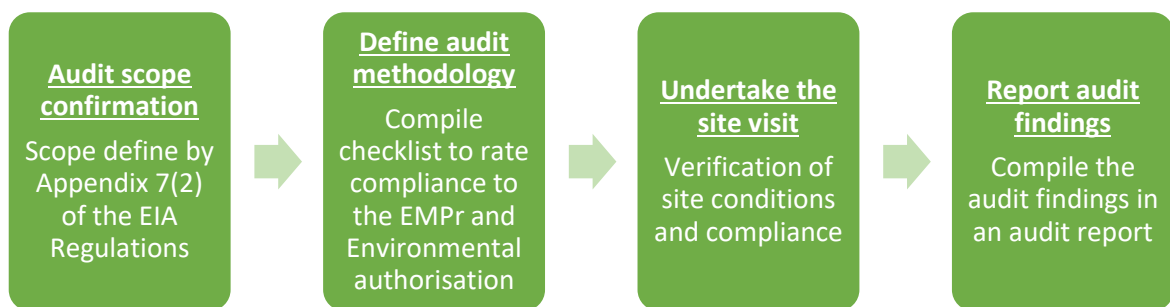 Audit scope
confirmation
Scope define by
Appendix 7(2)
of the EIA
Regulations
Define audit
methodology
Compile
checklist to rate
compliance to
the EMPr and
Environmental
authorisation
Undertake the
site visit
Verification of
site conditions
and compliance
Report audit
findings
Compile the
audit findings in
an audit report